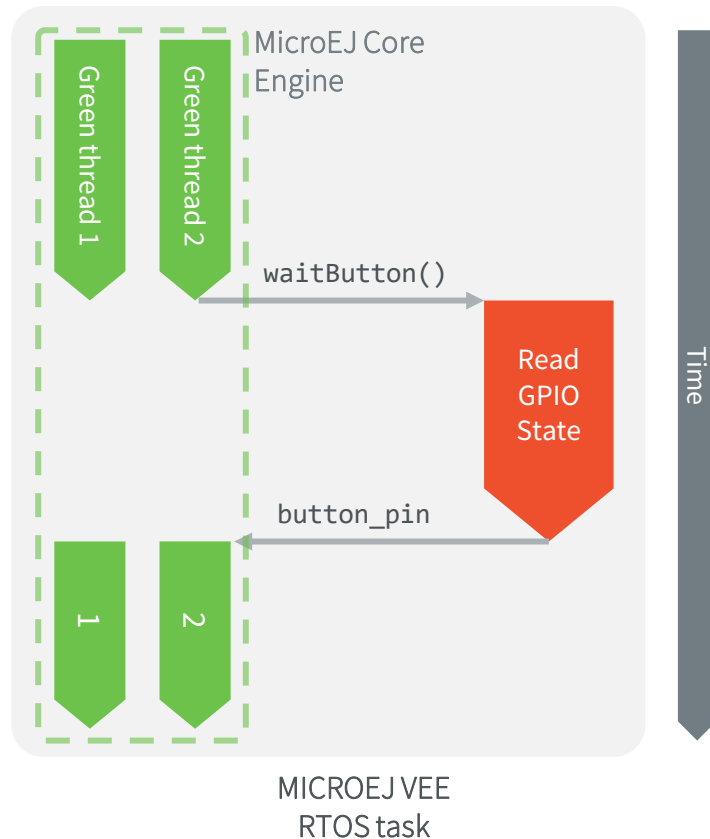 MicroEJ Core
Engine
Green thread 1
Green thread 2
waitButton()
Read
GPIO
State
Time
button_pin
1
2
MICROEJ VEE
RTOS task